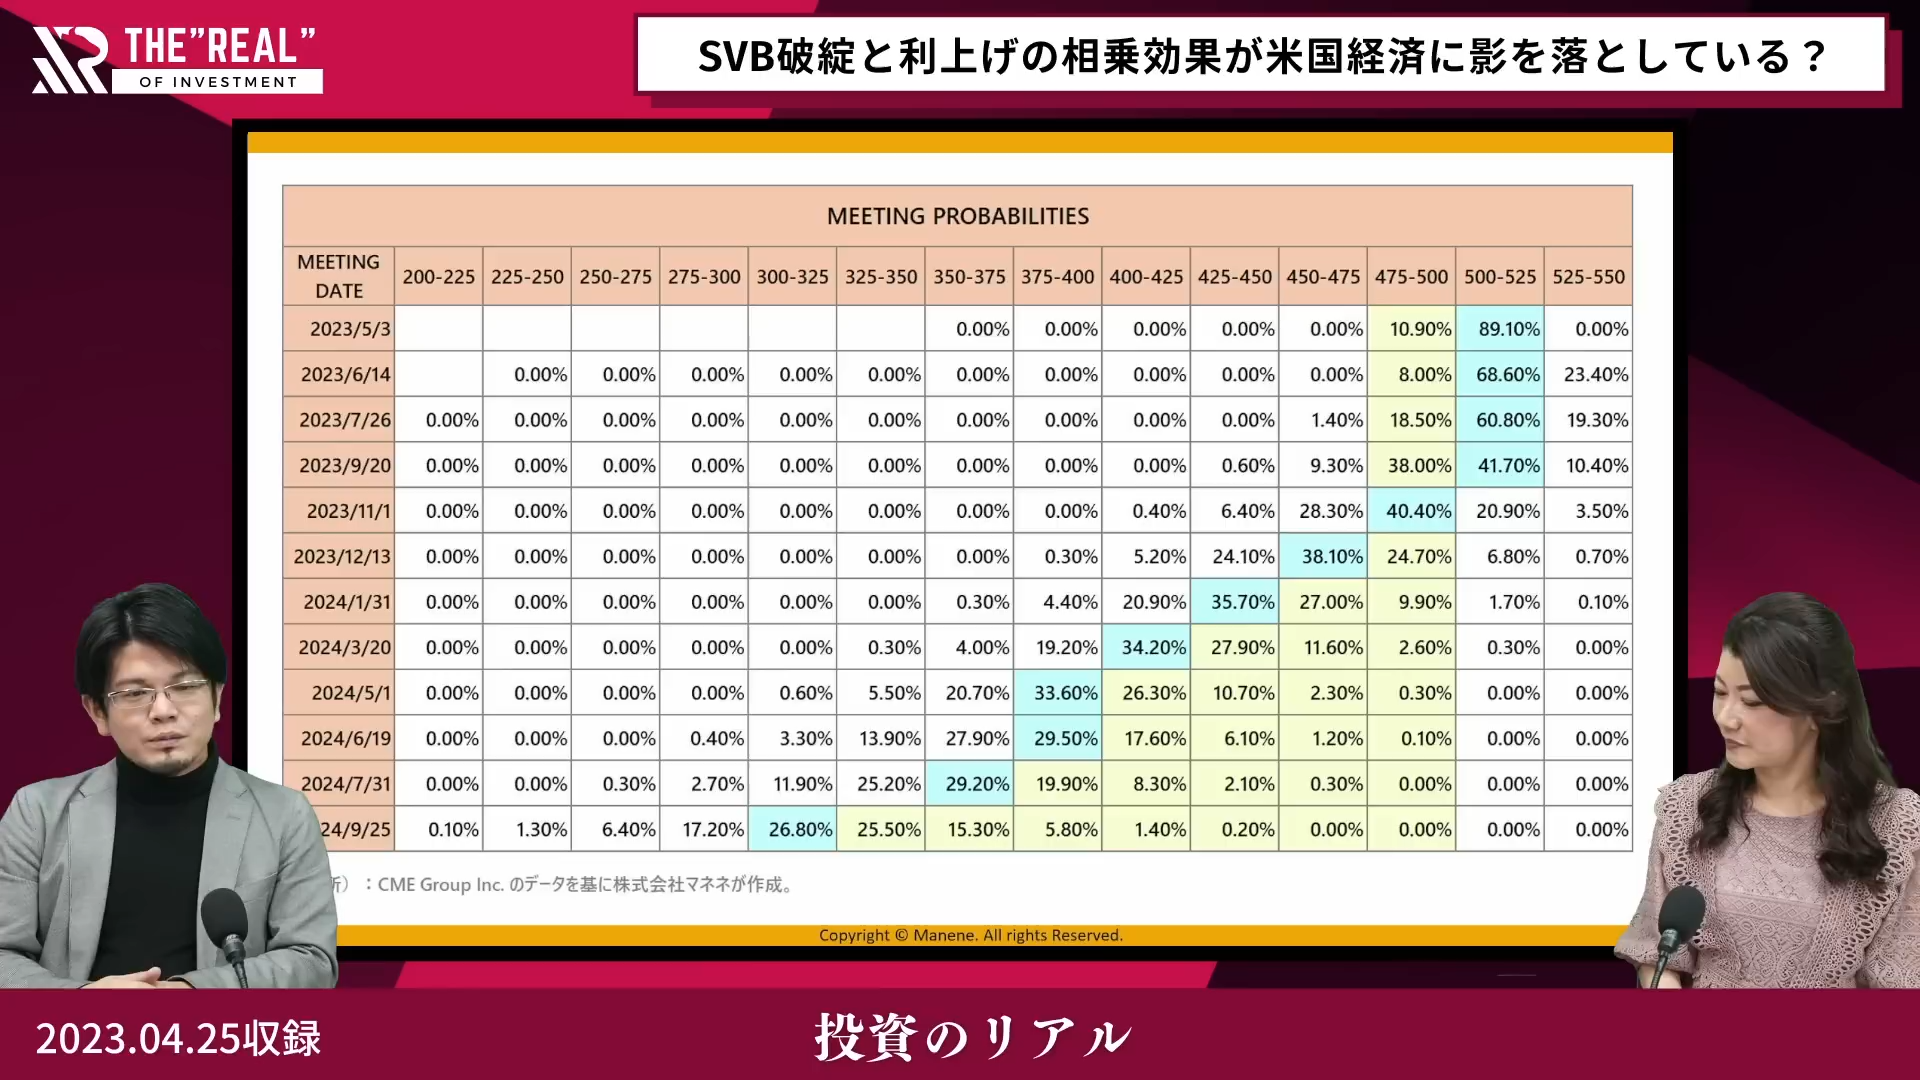 THE"REAL"
OF INVESTMENT
SVB破綻と利上げの相乗効果が米国経済に影を落としている？
MEETING PROBABILITIES
MEETING DATE 200-225 225-250 250-275 275-300 300-325 325-350 350-375 375-400 400-425 425-450 450-475 475-500 500-525 525-550
2023/5/3 0.00% 0.00% 0.00% 0.00% 0.00% 10.90% 89.10% 0.00%
2023/6/14 0.00% 0.00% 0.00% 0.00% 0.00% 0.00% 0.00% 0.00% 0.00% 0.00% 8.00% 68.60% 23.40%
2023/7/26 0.00% 0.00% 0.00% 0.00% 0.00% 0.00% 0.00% 0.00% 0.00% 0.00% 1.40% 18.50% 60.80% 19.30%
2023/9/20 0.00% 0.00% 0.00% 0.00% 0.00% 0.00% 0.00% 0.00% 0.00% 0.60% 9.30% 38.00% 41.70% 10.40%
2023/11/1 0.00% 0.00% 0.00% 0.00% 0.00% 0.00% 0.00% 0.00% 0.40% 6.40% 28.30% 40.40% 20.90% 3.50%
2023/12/13 0.00% 0.00% 0.00% 0.00% 0.00% 0.00% 0.00% 0.30% 5.20% 24.10% 38.10% 24.70% 6.80% 0.70%
2024/1/31 0.00% 0.00% 0.00% 0.00% 0.00% 0.00% 0.30% 4.40% 20.90% 35.70% 27.00% 9.90% 1.70% 0.10%
2024/3/20 0.00% 0.00% 0.00% 0.00% 0.00% 0.30% 4.00% 19.20% 34.20% 27.90% 11.60% 2.60% 0.30% 0.00%
2024/5/1 0.00% 0.00% 0.00% 0.00% 0.60% 5.50% 20.70% 33.60% 26.30% 10.70% 2.30% 0.30% 0.00% 0.00%
2024/6/19 0.00% 0.00% 0.00% 0.40% 3.30% 13.90% 27.90% 29.50% 17.60% 6.10% 1.20% 0.10% 0.00% 0.00%
2024/7/31 0.00% 0.00% 0.30% 2.70% 11.90% 25.20% 29.20% 19.90% 8.30% 2.10% 0.30% 0.00% 0.00% 0.00%
24/9/25 0.10% 1.30% 6.40% 17.20% 26.80% 25.50% 15.30% 5.80% 1.40% 0.20% 0.00% 0.00% 0.00% 0.00%
所）：CME Group Inc. のデータを基に株式会社マネネが作成。
Copyright © Manene. All rights Reserved.
2023.04.25収録
投資のリアル